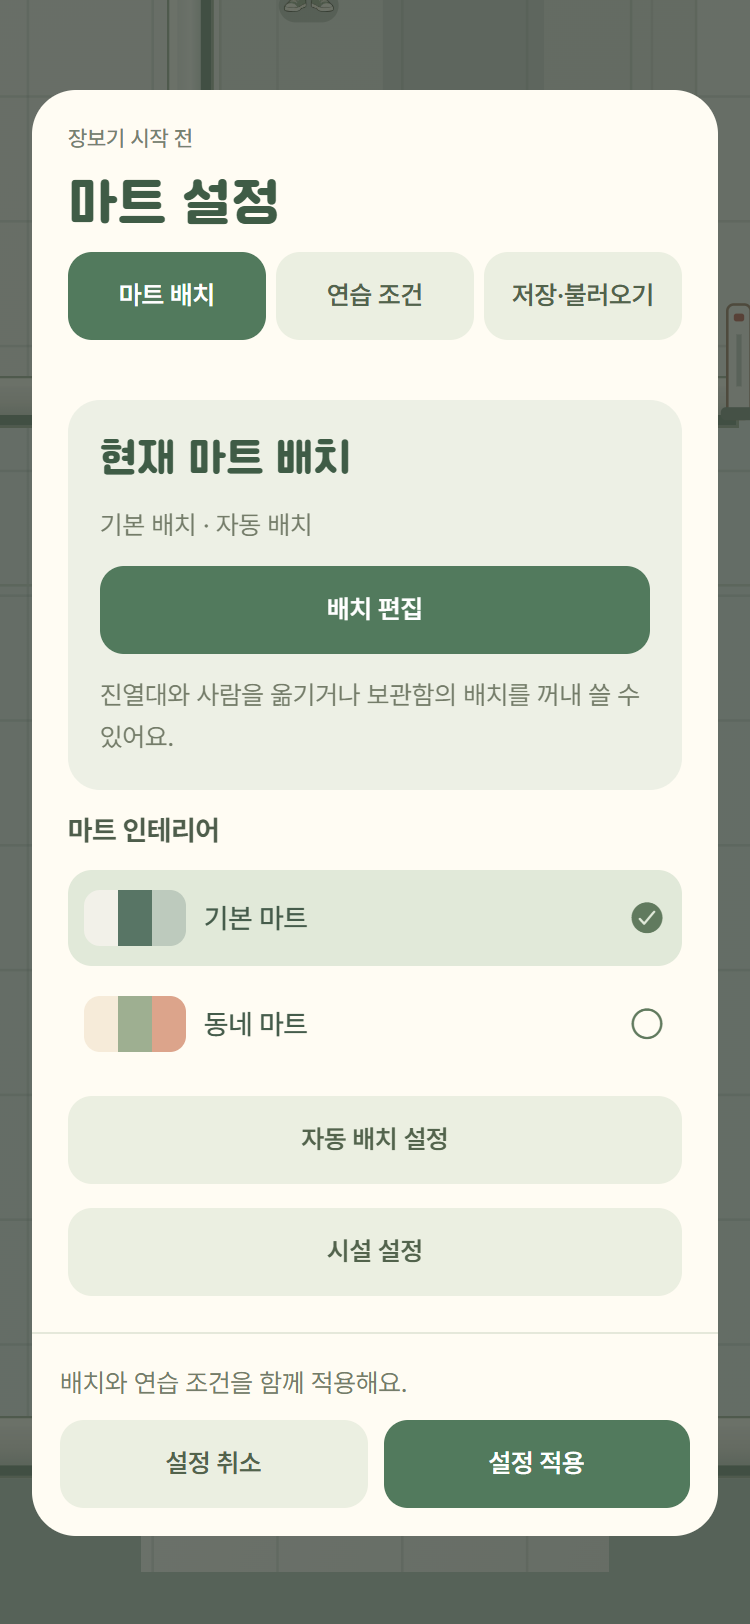 장보기 시작 전
마트 설정
마트 배치
연습 조건
저장·불러오기
현재 마트 배치
기본 배치 · 자동 배치
배치 편집
진열대와 사람을 옮기거나 보관함의 배치를 꺼내 쓸 수
있어요.
마트 인테리어
기본 마트
동네 마트
자동 배치 설정
시설 설정
배치와 연습 조건을 함께 적용해요.
설정 취소
설정 적용